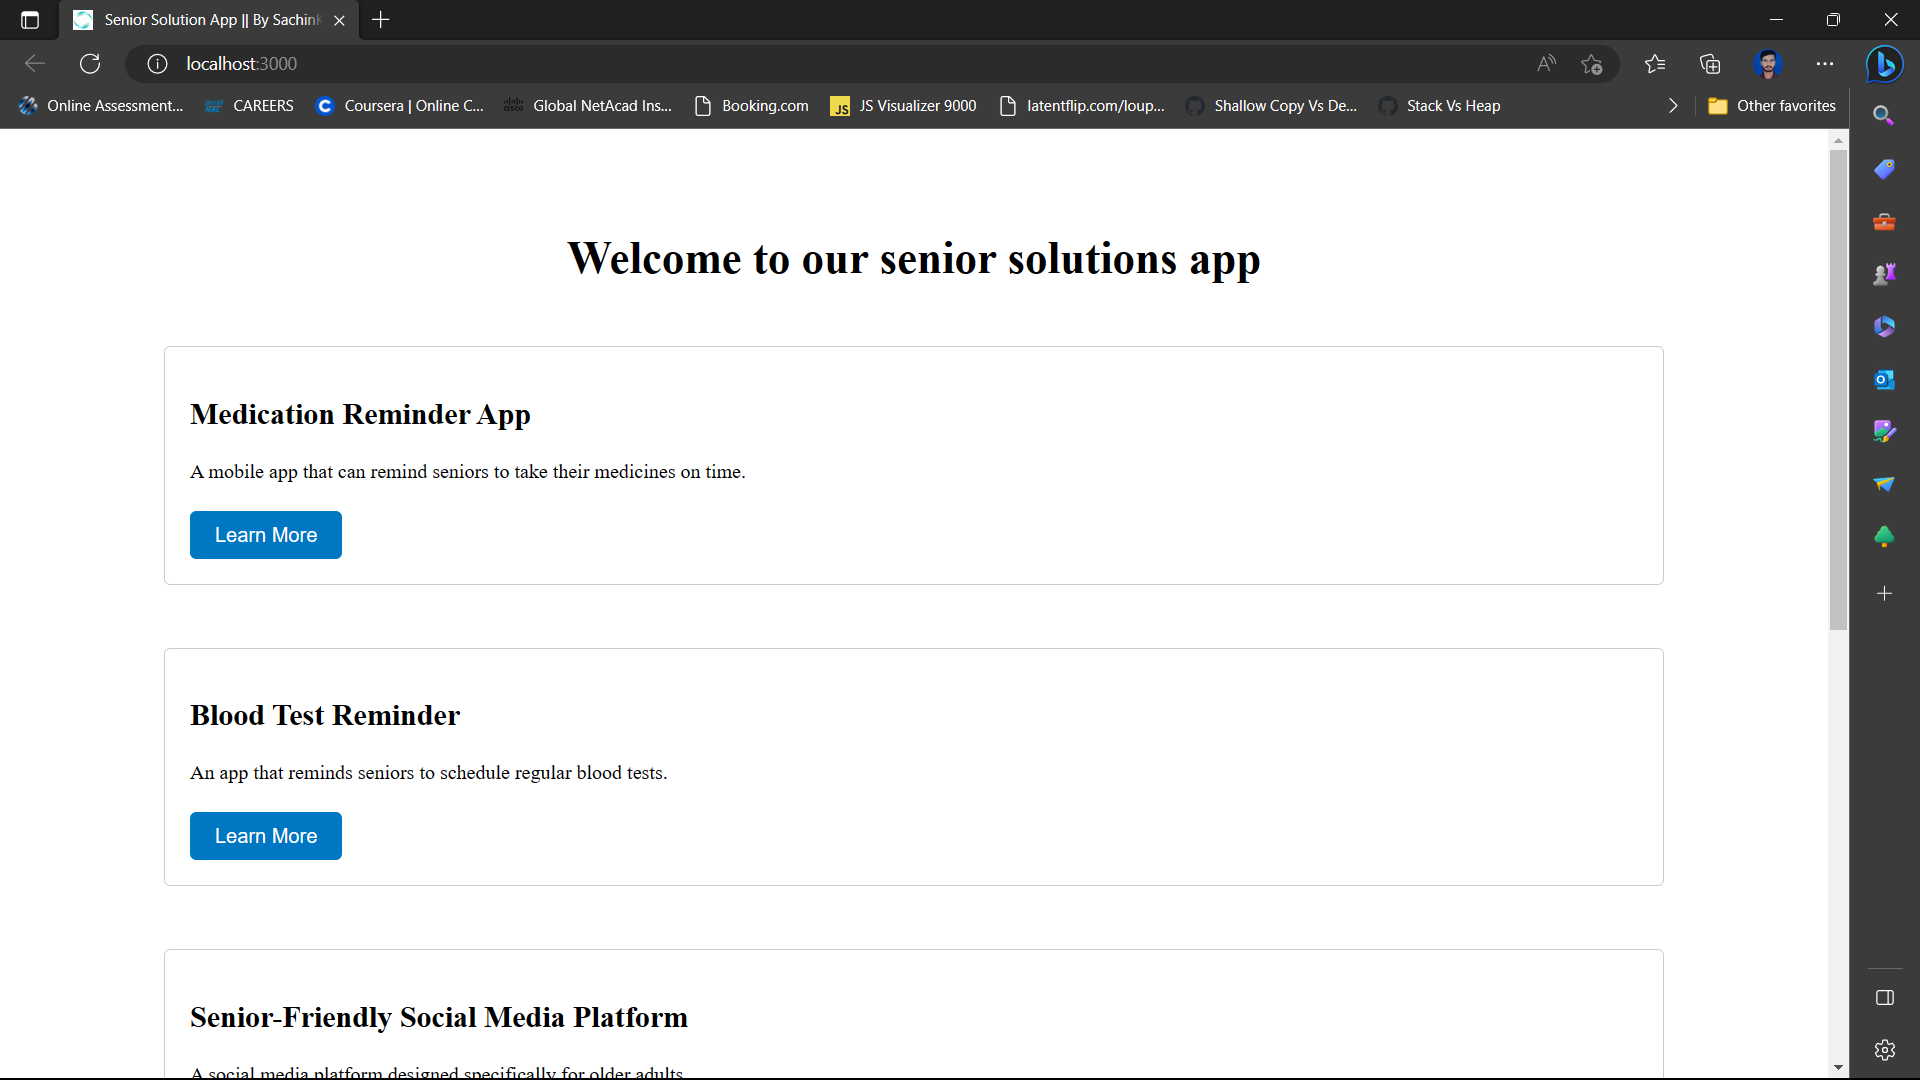 Senior Solution App || By Sachin
localhost:3000
Online Assessment... CAREERS Coursera | Online C... Global NetAcad Ins... Booking.com JS Visualizer 9000 latentflip.com/loup... Shallow Copy Vs De... Stack Vs Heap Other favorites
Welcome to our senior solutions app
Medication Reminder App
A mobile app that can remind seniors to take their medicines on time.
Learn More
Blood Test Reminder
An app that reminds seniors to schedule regular blood tests.
Learn More
Senior-Friendly Social Media Platform
A social media platform designed specifically for older adults.